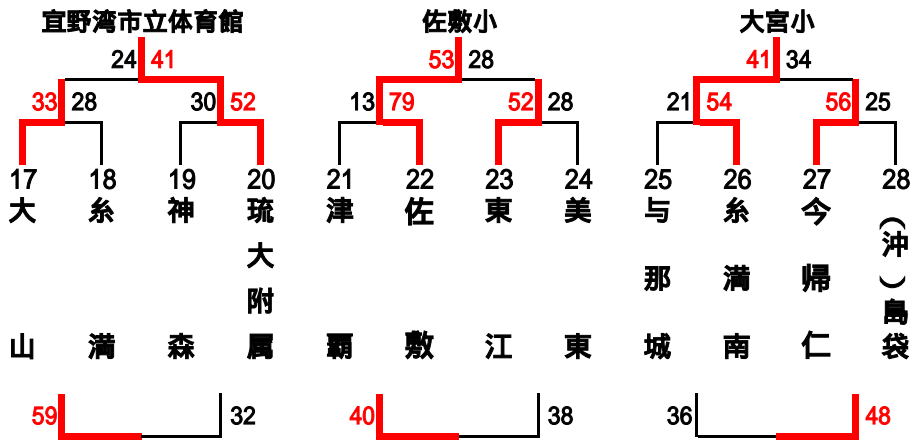 宜野湾市立体育館 佐敷小 大宮小
24 41 53 28 41 34
33 28 30 52 13 79 52 28 21 54 56 25
17 18 19 20 21 22 23 24 25 26 27 28
大山
糸満
神森
琉大附属
津覇
佐敷
東江
美東
与那城
糸満南
今帰仁
(沖)島袋
59 32 40 38 36 48